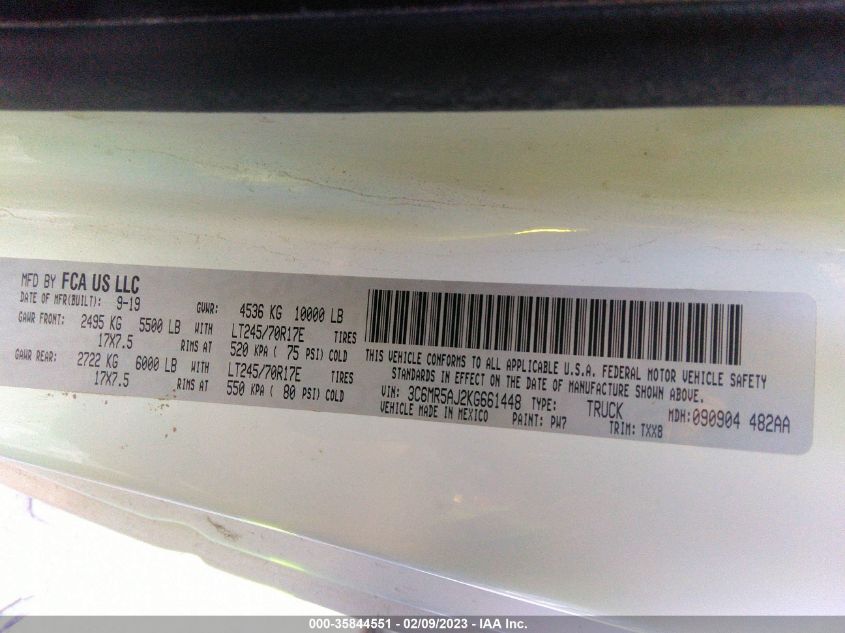 MFD BY FCA US LLC
DATE OF MFR(BUILT): 9-19 GVWR: 4536 KG 10000 LB
GAWR FRONT: 2495 KG 5500 LB WITH LT245/70R17E TIRES
17X7.5 RIMS AT 520 KPA ( 75 PSI) COLD
GAWR REAR: 2722 KG 6000 LB WITH LT245/70R17E TIRES
17X7.5 RIMS AT 550 KPA ( 80 PSI) COLD
THIS VEHICLE CONFORMS TO ALL APPLICABLE U.S.A. FEDERAL MOTOR VEHICLE SAFETY
STANDARDS IN EFFECT ON THE DATE OF MANUFACTURE SHOWN ABOVE.
VIN: 3C6MR5AJ2KG661448 TYPE: TRUCK MDH:090904 482AA
VEHICLE MADE IN MEXICO PAINT: PW7 TRIM: TXX8
000-35844551 - 02/09/2023 - IAA Inc.